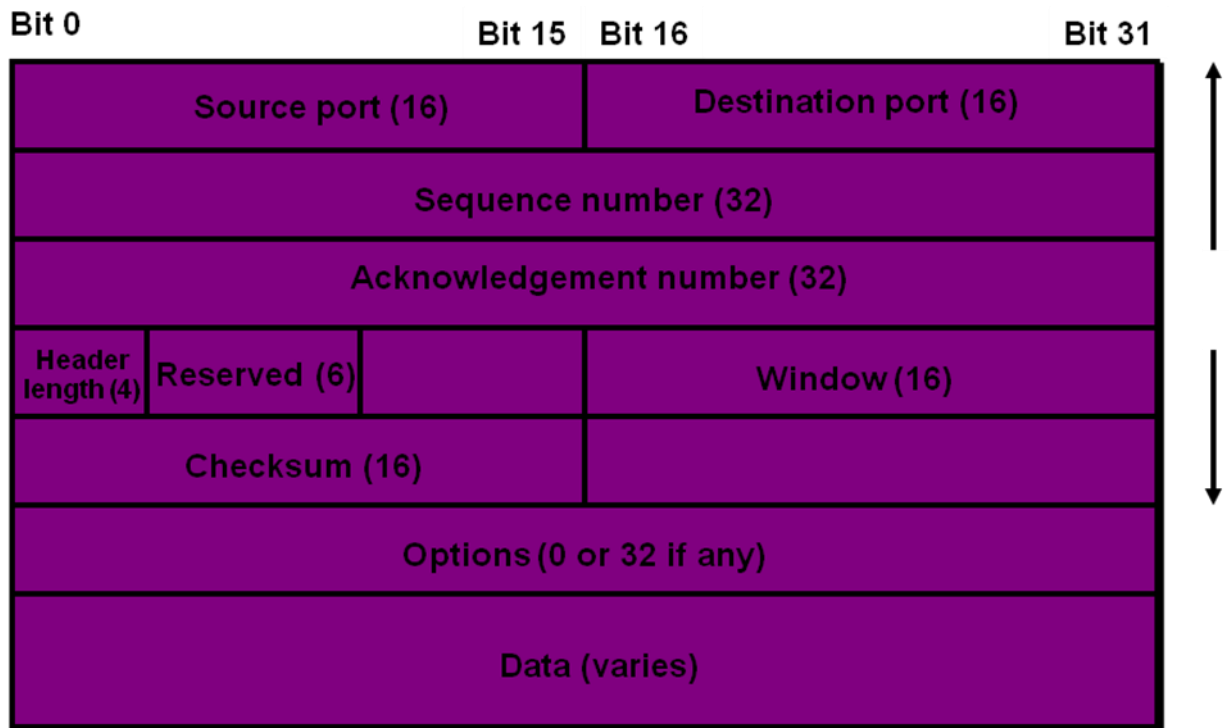 Bit 0
Bit 15
Bit 16
Bit 31
Source port (16)
Destination port (16)
Sequence number (32)
Acknowledgement number (32)
Header
length (4)
Reserved (6)
Window (16)
Checksum (16)
Options (0 or 32 if any)
Data (varies)